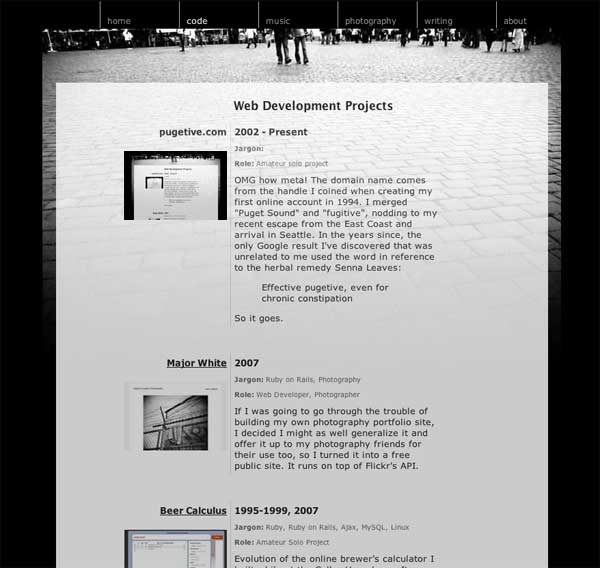 home code music photography writing about
Web Development Projects
pugetive.com 2002 - Present
Jargon:
Role: Amateur solo project
OMG how meta! The domain name comes
from the handle I coined when creating my
first online account in 1994. I merged
"Puget Sound" and "fugitive", nodding to my
recent escape from the East Coast and
arrival in Seattle. In the years since, the
only Google result I've discovered that was
unrelated to me used the word in reference
to the herbal remedy Senna Leaves:
Effective pugetive, even for
chronic constipation
So it goes.
Major White 2007
Jargon: Ruby on Rails, Photography
Role: Web Developer, Photographer
If I was going to go through the trouble of
building my own photography portfolio site,
I decided I might as well generalize it and
offer it up to my photography friends for
their use too, so I turned it into a free
public site. It runs on top of Flickr's API.
Beer Calculus 1995-1999, 2007
Jargon: Ruby, Ruby on Rails, Ajax, MySQL, Linux
Role: Amateur Solo Project
Evolution of the online brewer's calculator I